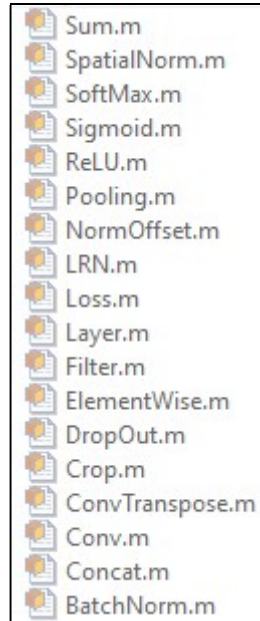 Sum.m
SpatialNorm.m
SoftMax.m
Sigmoid.m
ReLU.m
Pooling.m
NormOffset.m
LRN.m
Loss.m
Layer.m
Filter.m
ElementWise.m
DropOut.m
Crop.m
ConvTranspose.m
Conv.m
Concat.m
BatchNorm.m